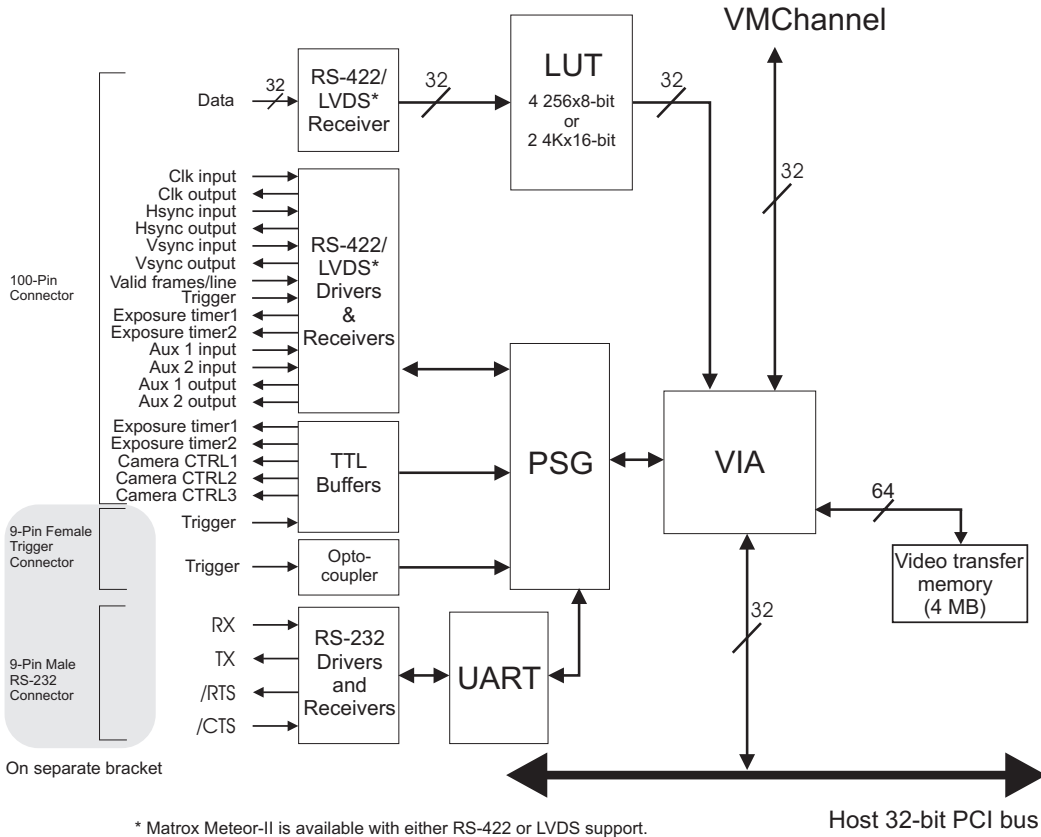 VMChannel
LUT
4 256x8-bit
or
2 4Kx16-bit
RS-422/
LVDS*
Receiver
Data
32
32
32
32
100-Pin
Connector
Clk input
Clk output
Hsync input
Hsync output
Vsync input
Vsync output
Valid frames/line
Trigger
Exposure timer1
Exposure timer2
Aux 1 input
Aux 2 input
Aux 1 output
Aux 2 output
RS-422/
LVDS*
Drivers
&
Receivers
Exposure timer1
Exposure timer2
Camera CTRL1
Camera CTRL2
Camera CTRL3
Trigger
TTL
Buffers
PSG
VIA
64
Video transfer
memory
(4 MB)
9-Pin Female
Trigger
Connector
Trigger
Opto-
coupler
32
9-Pin Male
RS-232
Connector
RX
TX
/RTS
/CTS
RS-232
Drivers
and
Receivers
UART
On separate bracket
Host 32-bit PCI bus
* Matrox Meteor-II is available with either RS-422 or LVDS support.